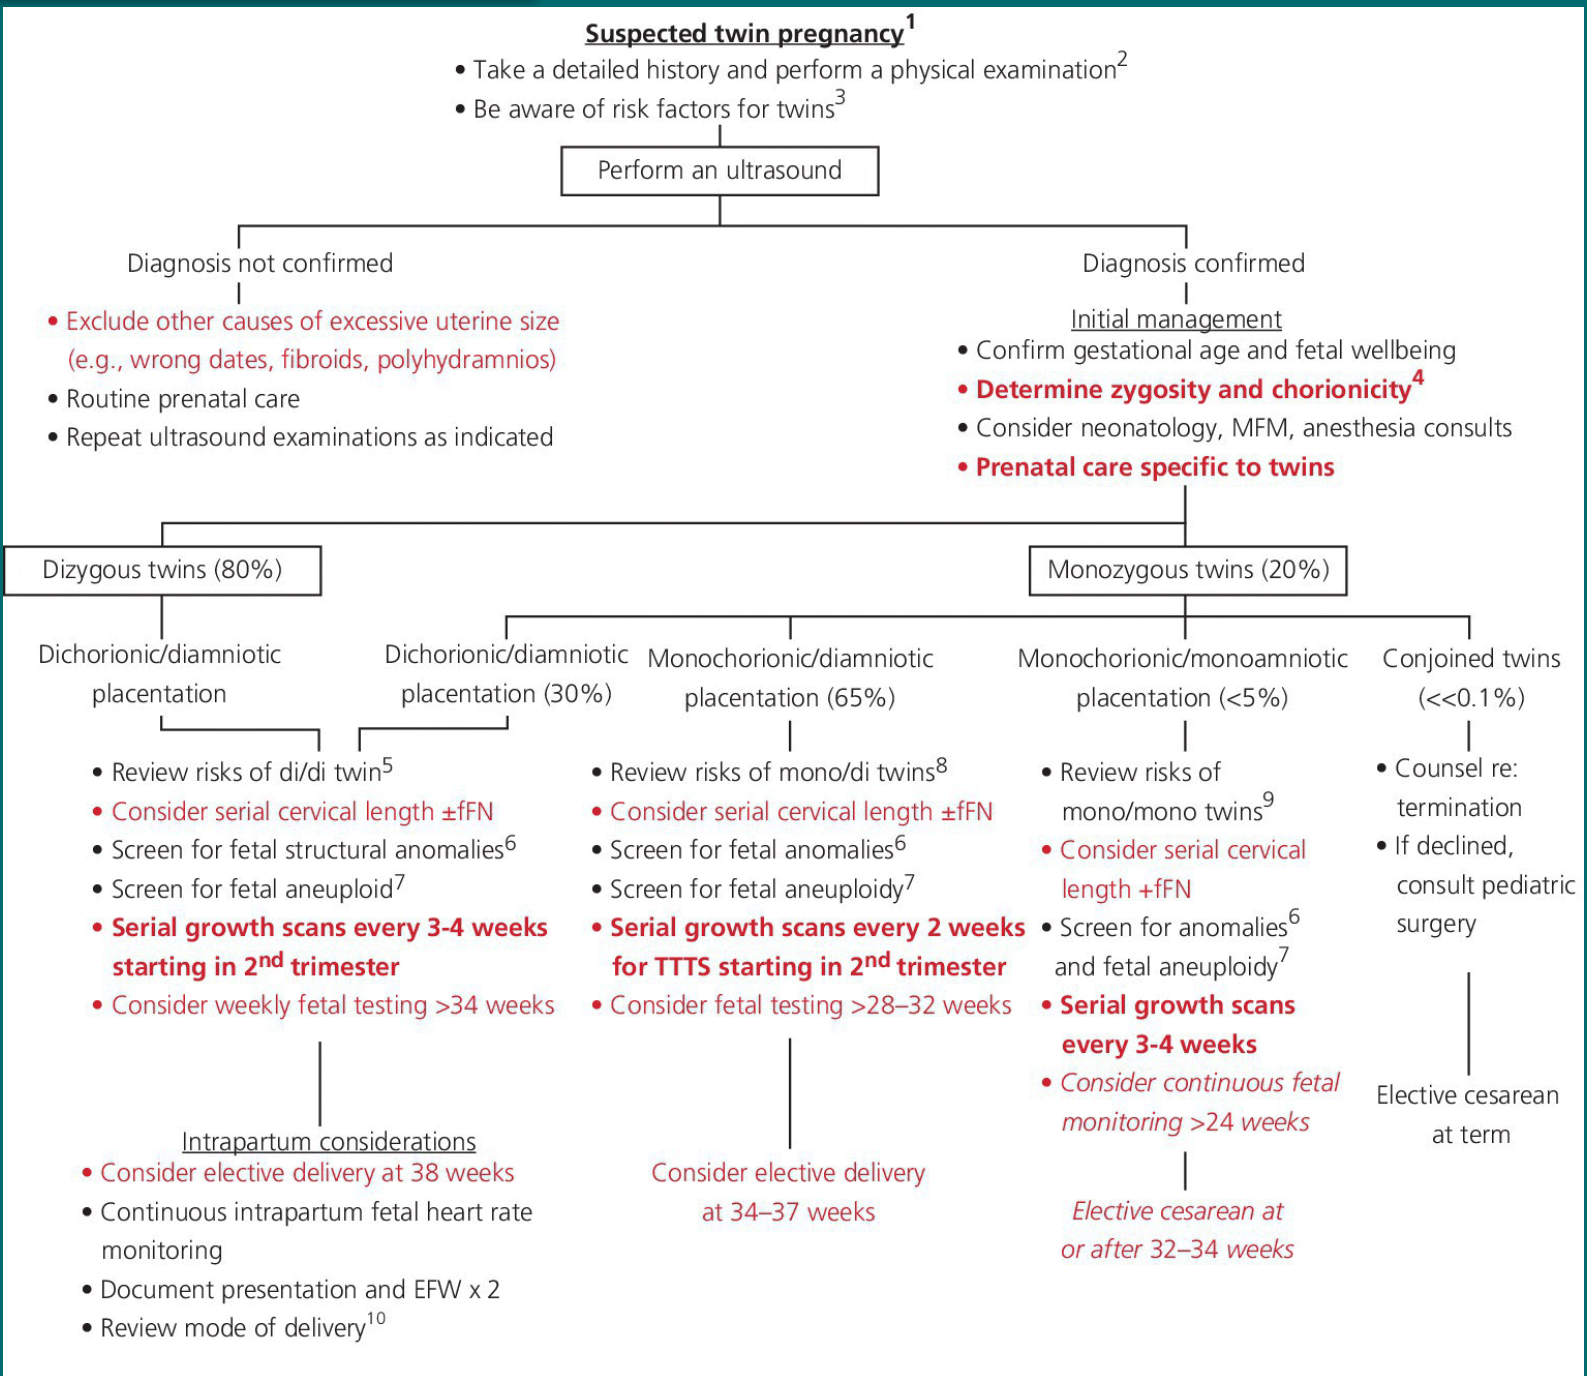 Suspected twin pregnancy1
• Take a detailed history and perform a physical examination2
• Be aware of risk factors for twins3
Perform an ultrasound
Diagnosis not confirmed
• Exclude other causes of excessive uterine size
(e.g., wrong dates, fibroids, polyhydramnios)
• Routine prenatal care
• Repeat ultrasound examinations as indicated
Diagnosis confirmed
Initial management
• Confirm gestational age and fetal wellbeing
• Determine zygosity and chorionicity4
• Consider neonatology, MFM, anesthesia consults
• Prenatal care specific to twins
Dizygous twins (80%)
Monozygous twins (20%)
Dichorionic/diamniotic
placentation
Dichorionic/diamniotic
placentation (30%)
Monochorionic/diamniotic
placentation (65%)
Monochorionic/monoamniotic
placentation (<5%)
Conjoined twins
(<<0.1%)
• Review risks of di/di twin5
• Consider serial cervical length ±fFN
• Screen for fetal structural anomalies6
• Screen for fetal aneuploid7
• Serial growth scans every 3-4 weeks
starting in 2nd trimester
• Consider weekly fetal testing >34 weeks
Intrapartum considerations
• Consider elective delivery at 38 weeks
• Continuous intrapartum fetal heart rate
monitoring
• Document presentation and EFW x 2
• Review mode of delivery10
• Review risks of mono/di twins8
• Consider serial cervical length ±fFN
• Screen for fetal anomalies6
• Screen for fetal aneuploidy7
• Serial growth scans every 2 weeks
for TTTS starting in 2nd trimester
• Consider fetal testing >28–32 weeks
Consider elective delivery
at 34–37 weeks
• Review risks of
mono/mono twins9
• Consider serial cervical
length +fFN
• Screen for anomalies6
and fetal aneuploidy7
• Serial growth scans
every 3-4 weeks
• Consider continuous fetal
monitoring >24 weeks
Elective cesarean at
or after 32–34 weeks
• Counsel re:
termination
• If declined,
consult pediatric
surgery
Elective cesarean
at term